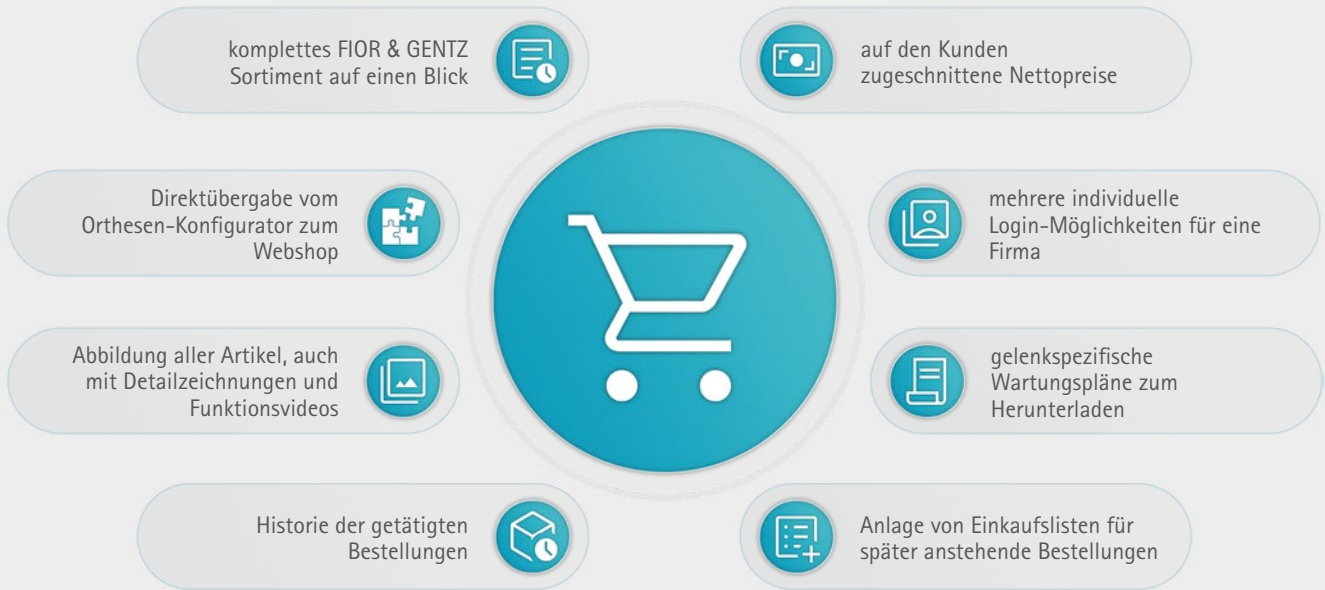 komplettes FIOR & GENTZ
Sortiment auf einen Blick
auf den Kunden
zugeschnittene Nettopreise
Direktübergabe vom
Orthesen-Konfigurator zum
Webshop
mehrere individuelle
Login-Möglichkeiten für eine
Firma
Abbildung aller Artikel, auch
mit Detailzeichnungen und
Funktionsvideos
gelenkspezifische
Wartungspläne zum
Herunterladen
Historie der getätigten
Bestellungen
Anlage von Einkaufslisten für
später anstehende Bestellungen